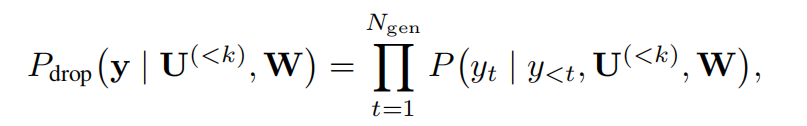 P_drop(y | U^(<k), W) = ∏_{t=1}^{N_gen} P(y_t | y_<t, U^(<k), W),